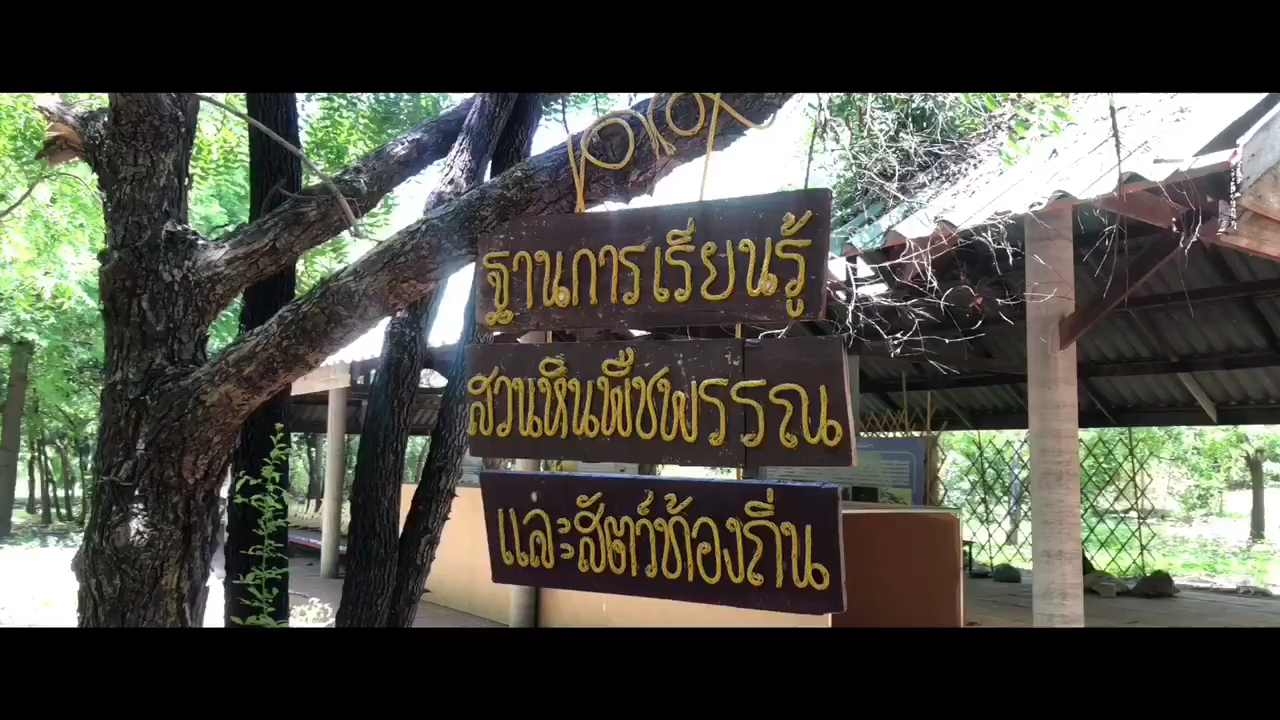 ฐานการเรียนรู้
สวนหินพืชพรรณ
และสัตว์ท้องถิ่น